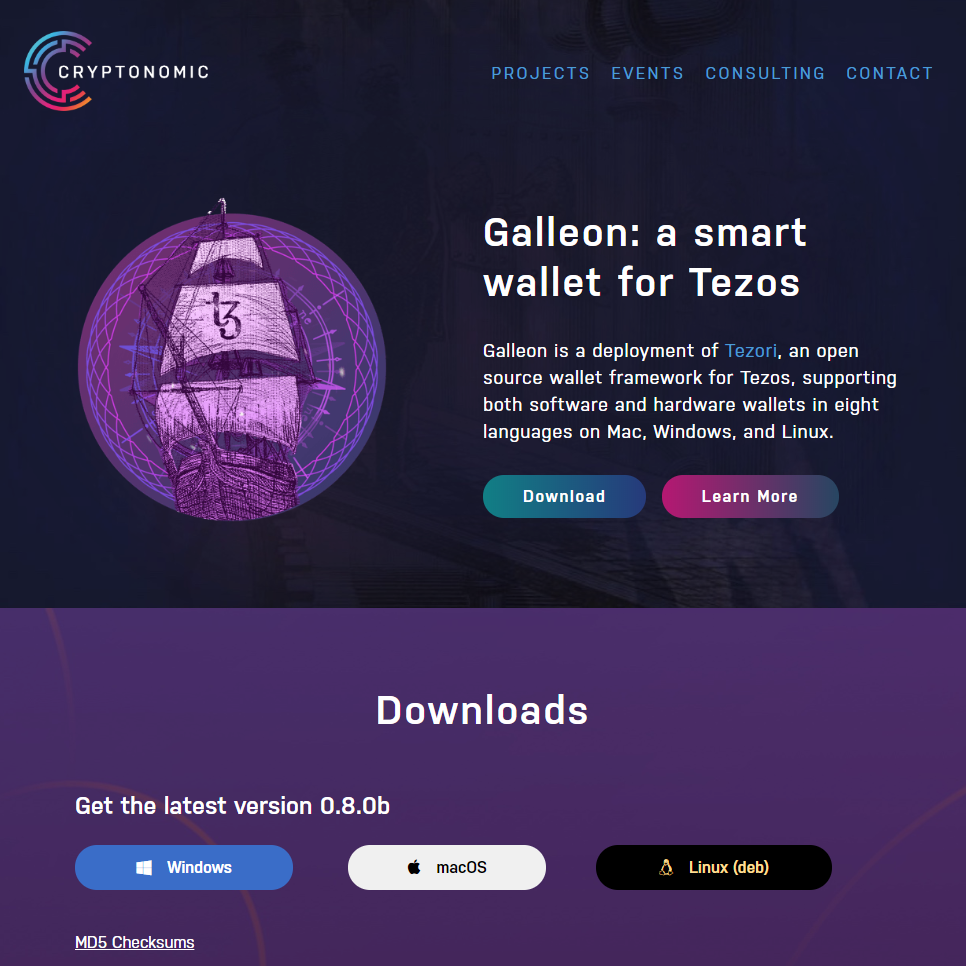 CRYPTONOMIC
PROJECTS EVENTS CONSULTING CONTACT
Galleon: a smart
wallet for Tezos
Galleon is a deployment of Tezori, an open
source wallet framework for Tezos, supporting
both software and hardware wallets in eight
languages on Mac, Windows, and Linux.
Download Learn More
Downloads
Get the latest version 0.8.0b
Windows macOS Linux (deb)
MD5 Checksums